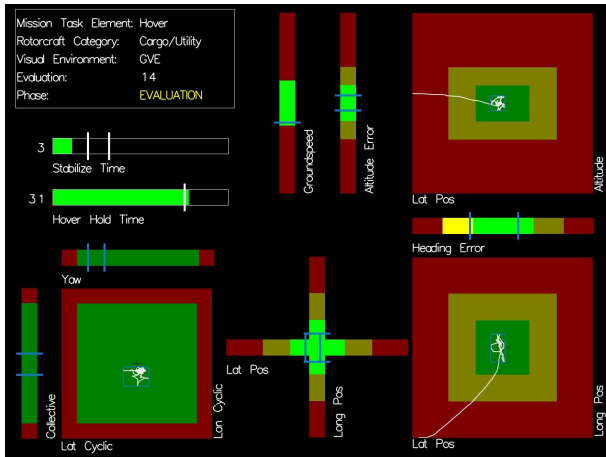 Mission Task Element: Hover
Rotorcraft Category: Cargo/Utility
Visual Environment: GVE
Evaluation: 14
Phase: EVALUATION
3
Stabilize Time
31
Hover Hold Time
Groundspeed
Altitude Error
Lat Pos
Altitude
Heading Error
Yaw
Collective
Lat Cyclic
Lon Cyclic
Lat Pos
Long Pos
Lat Pos
Long Pos